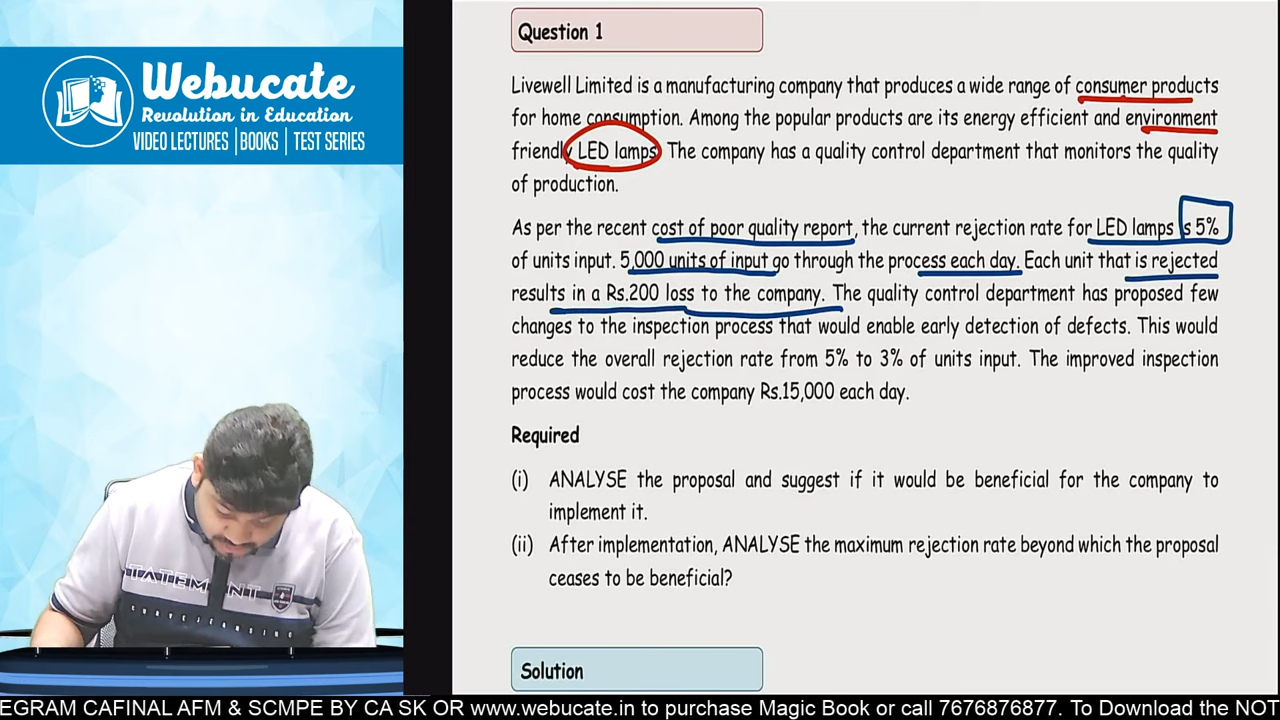 Webucate
Revolution in Education
VIDEO LECTURES | BOOKS | TEST SERIES
Question 1
Livewell Limited is a manufacturing company that produces a wide range of consumer products
for home consumption. Among the popular products are its energy efficient and environment
friendly LED lamps. The company has a quality control department that monitors the quality
of production.
As per the recent cost of poor quality report, the current rejection rate for LED lamps is 5%
of units input. 5,000 units of input go through the process each day. Each unit that is rejected
results in a Rs.200 loss to the company. The quality control department has proposed few
changes to the inspection process that would enable early detection of defects. This would
reduce the overall rejection rate from 5% to 3% of units input. The improved inspection
process would cost the company Rs.15,000 each day.
Required
(i) ANALYSE the proposal and suggest if it would be beneficial for the company to
implement it.
(ii) After implementation, ANALYSE the maximum rejection rate beyond which the proposal
ceases to be beneficial?
Solution
TATEMENT
EGRAM CAFINAL AFM & SCMPE BY CA SK OR www.webucate.in to purchase Magic Book or call 7676876877. To Download the NOT